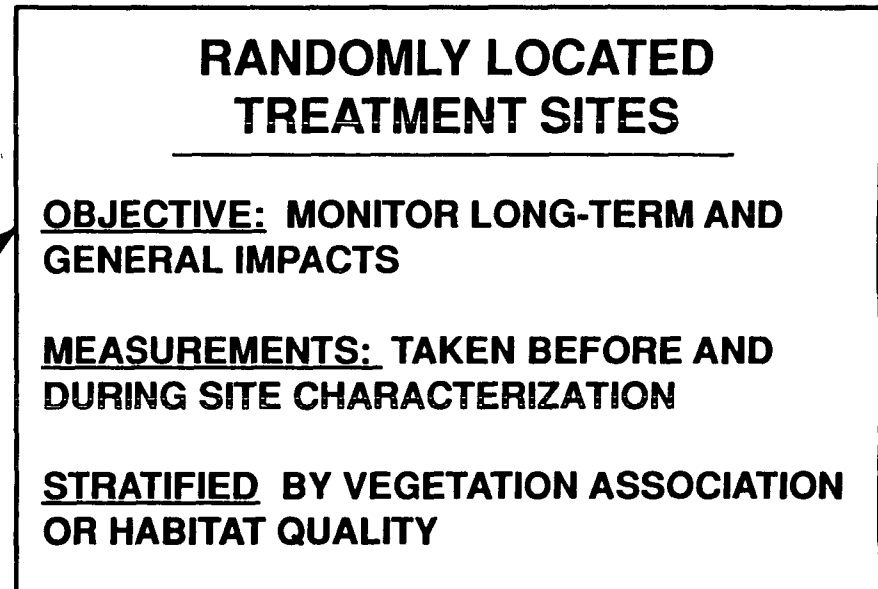 RANDOMLY LOCATED
TREATMENT SITES
OBJECTIVE: MONITOR LONG-TERM AND
GENERAL IMPACTS
MEASUREMENTS: TAKEN BEFORE AND
DURING SITE CHARACTERIZATION
STRATIFIED BY VEGETATION ASSOCIATION
OR HABITAT QUALITY